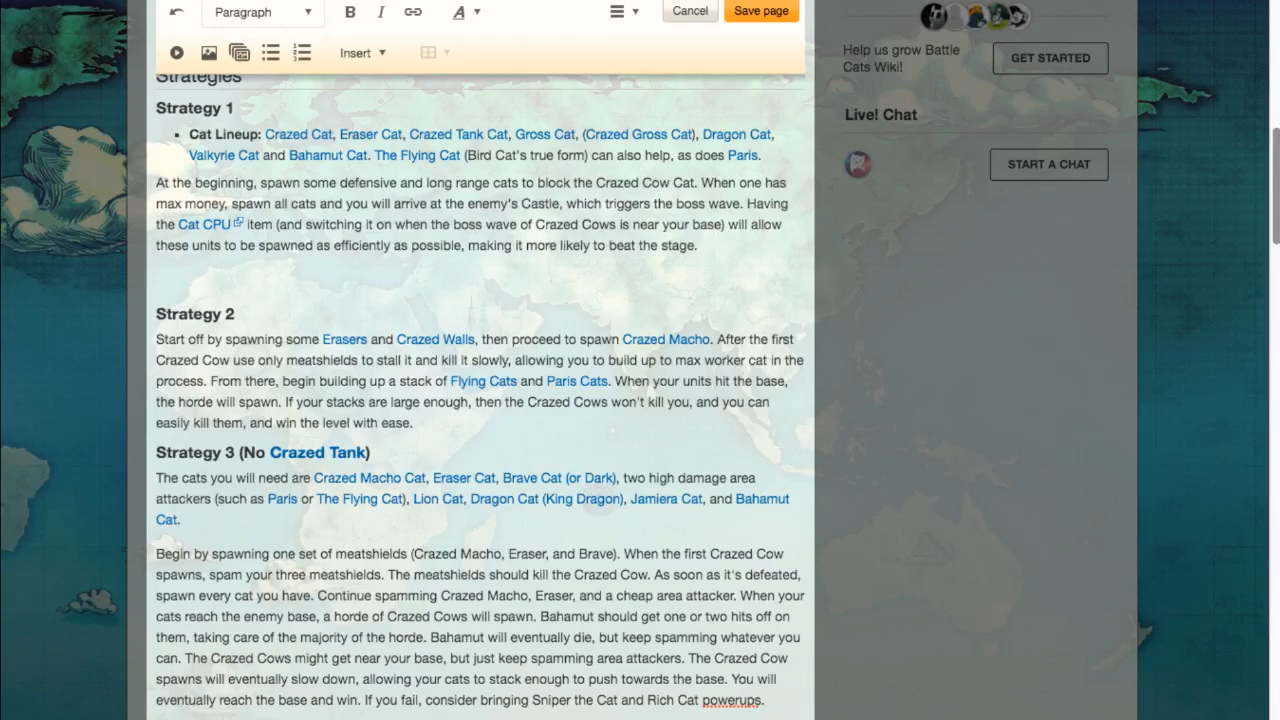 Paragraph
B I A
Cancel
Save page
Insert
Strategies
Strategy 1
Cat Lineup: Crazed Cat, Eraser Cat, Crazed Tank Cat, Gross Cat, (Crazed Gross Cat), Dragon Cat,
Valkyrie Cat and Bahamut Cat. The Flying Cat (Bird Cat's true form) can also help, as does Paris.
At the beginning, spawn some defensive and long range cats to block the Crazed Cow Cat. When one has
max money, spawn all cats and you will arrive at the enemy's Castle, which triggers the boss wave. Having
the Cat CPU item (and switching it on when the boss wave of Crazed Cows is near your base) will allow
these units to be spawned as efficiently as possible, making it more likely to beat the stage.
Strategy 2
Start off by spawning some Erasers and Crazed Walls, then proceed to spawn Crazed Macho. After the first
Crazed Cow use only meatshields to stall it and kill it slowly, allowing you to build up to max worker cat in the
process. From there, begin building up a stack of Flying Cats and Paris Cats. When your units hit the base,
the horde will spawn. If your stacks are large enough, then the Crazed Cows won't kill you, and you can
easily kill them, and win the level with ease.
Strategy 3 (No Crazed Tank)
The cats you will need are Crazed Macho Cat, Eraser Cat, Brave Cat (or Dark), two high damage area
attackers (such as Paris or The Flying Cat), Lion Cat, Dragon Cat (King Dragon), Jamiera Cat, and Bahamut
Cat.
Begin by spawning one set of meatshields (Crazed Macho, Eraser, and Brave). When the first Crazed Cow
spawns, spam your three meatshields. The meatshields should kill the Crazed Cow. As soon as it's defeated,
spawn every cat you have. Continue spamming Crazed Macho, Eraser, and a cheap area attacker. When your
cats reach the enemy base, a horde of Crazed Cows will spawn. Bahamut should get one or two hits off on
them, taking care of the majority of the horde. Bahamut will eventually die, but keep spamming whatever you
can. The Crazed Cows might get near your base, but just keep spamming area attackers. The Crazed Cow
spawns will eventually slow down, allowing your cats to stack enough to push towards the base. You will
eventually reach the base and win. If you fail, consider bringing Sniper the Cat and Rich Cat powerups.
Help us grow Battle
Cats Wiki!
GET STARTED
Live! Chat
START A CHAT